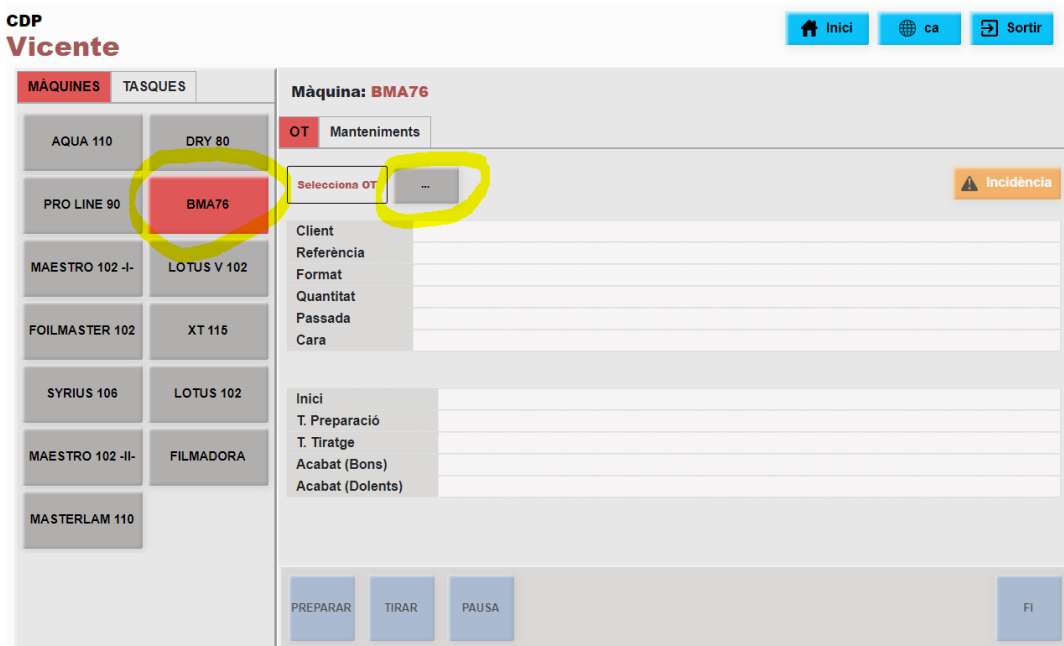 CDP
Vicente
Inici
ca
Sortir
MÀQUINES
TASQUES
AQUA 110
DRY 80
PRO LINE 90
BMA76
MAESTRO 102 -I-
LOTUS V 102
FOILMASTER 102
XT 115
SYRIUS 106
LOTUS 102
MAESTRO 102 -II-
FILMADORA
MASTERLAM 110
Màquina: BMA76
OT
Manteniments
Selecciona OT
...
Incidència
Client
Referència
Format
Quantitat
Passada
Cara
Inici
T. Preparació
T. Tiratge
Acabat (Bons)
Acabat (Dolents)
PREPARAR
TIRAR
PAUSA
FI